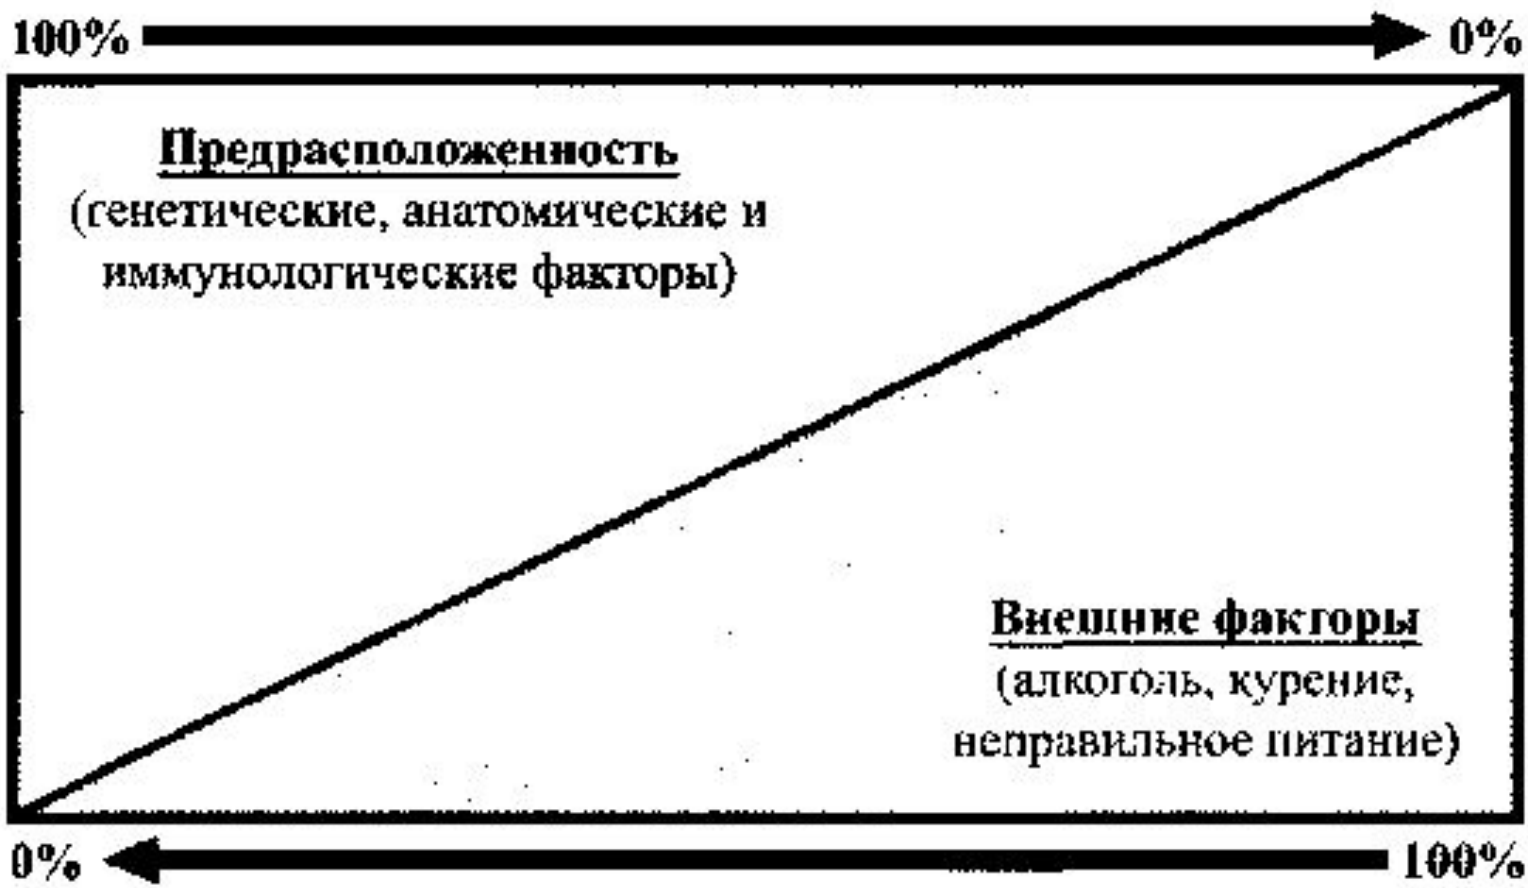 100% 0%
Предрасположенность
(генетические, анатомические и
иммунологические факторы)
Внешние факторы
(алкоголь, курение,
неправильное питание)
0% 100%